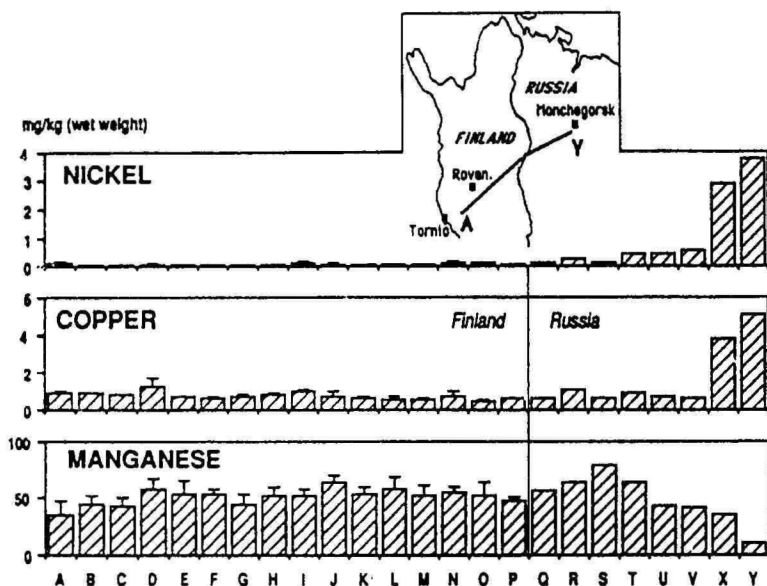 RUSSIA
Monchegorsk
mg/kg (wet weight)
FINLAND
Y
4
NICKEL
3
Rovan.
2
1
Tornio A
0
6
COPPER Finland Russia
4
2
0
100
MANGANESE
50
0
A B C D E F G H I J K L M N O P Q R S T U V X Y